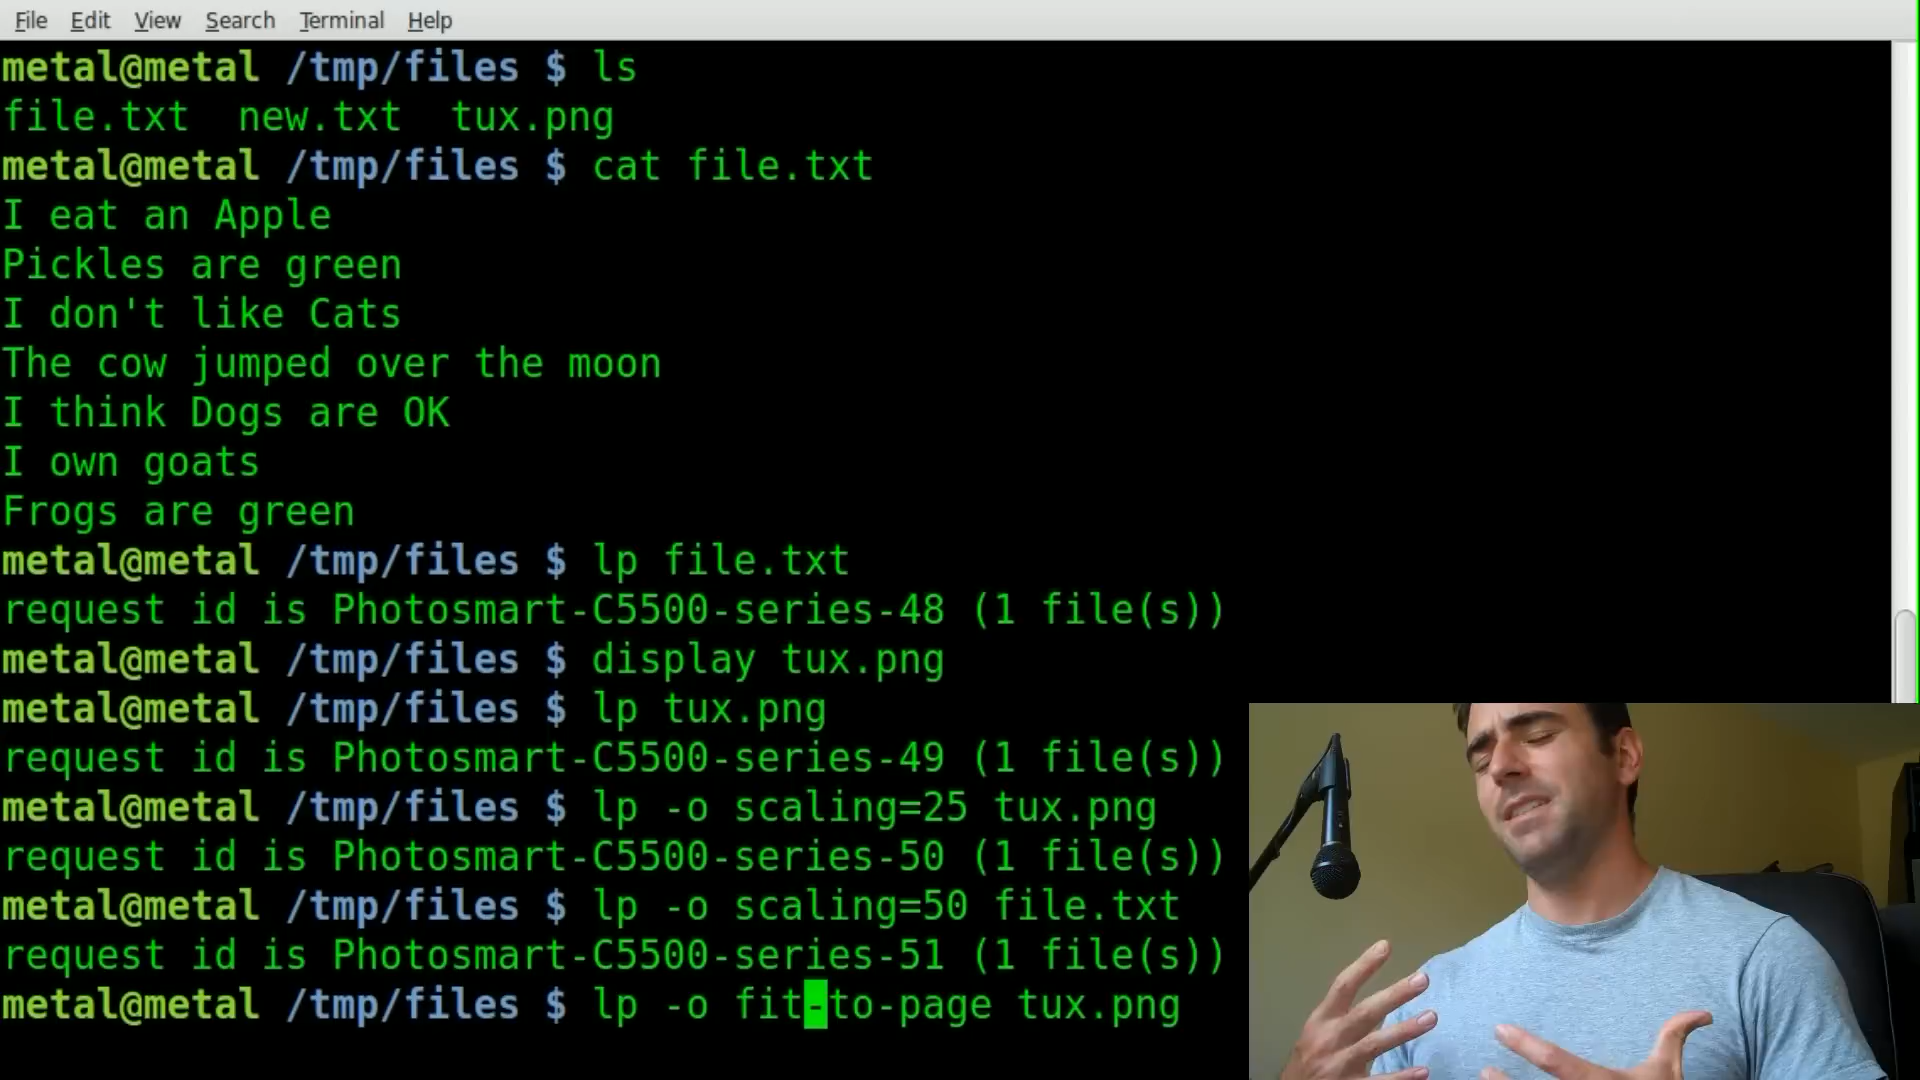 File Edit View Search Terminal Help
metal@metal /tmp/files $ ls
file.txt  new.txt  tux.png
metal@metal /tmp/files $ cat file.txt
I eat an Apple
Pickles are green
I don't like Cats
The cow jumped over the moon
I think Dogs are OK
I own goats
Frogs are green
metal@metal /tmp/files $ lp file.txt
request id is Photosmart-C5500-series-48 (1 file(s))
metal@metal /tmp/files $ display tux.png
metal@metal /tmp/files $ lp tux.png
request id is Photosmart-C5500-series-49 (1 file(s))
metal@metal /tmp/files $ lp -o scaling=25 tux.png
request id is Photosmart-C5500-series-50 (1 file(s))
metal@metal /tmp/files $ lp -o scaling=50 file.txt
request id is Photosmart-C5500-series-51 (1 file(s))
metal@metal /tmp/files $ lp -o fit-to-page tux.png